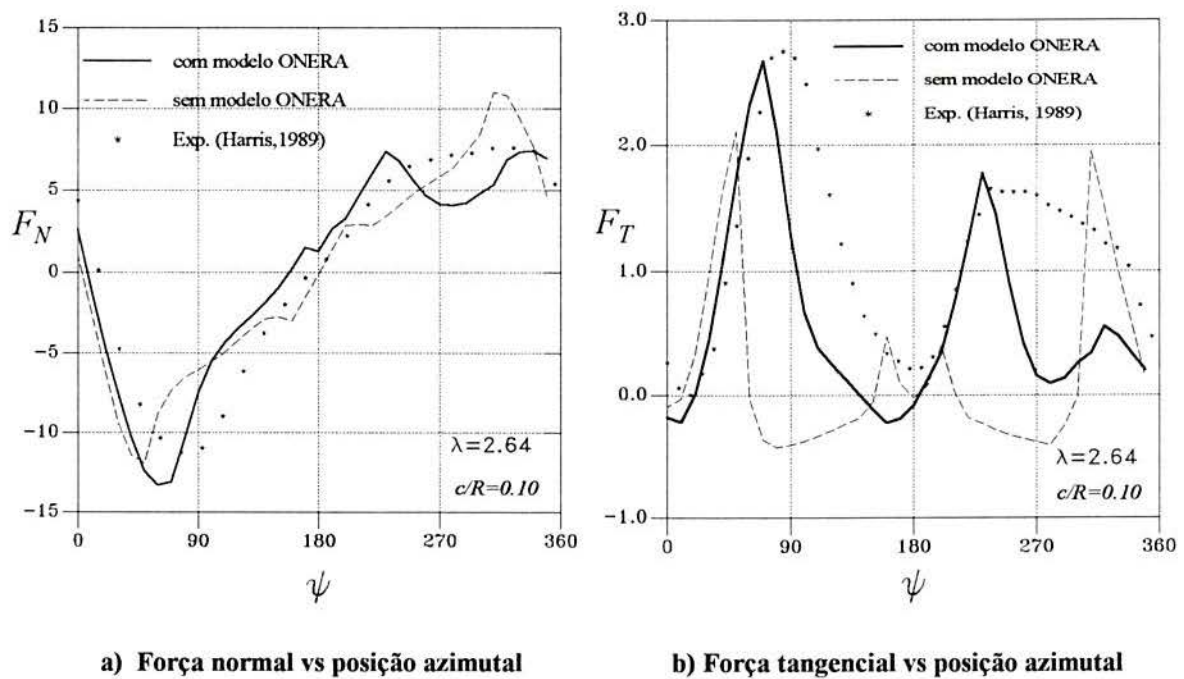 15
10
5
0
−5
−10
−15
F_N
com modelo ONERA
sem modelo ONERA
Exp. (Harris,1989)
λ=2.64
c/R=0.10
0
90
180
270
360
ψ
a) Força normal vs posição azimutal
3.0
2.0
1.0
0.0
−1.0
F_T
com modelo ONERA
sem modelo ONERA
Exp. (Harris, 1989)
λ=2.64
c/R=0.10
0
90
180
270
360
ψ
b) Força tangencial vs posição azimutal